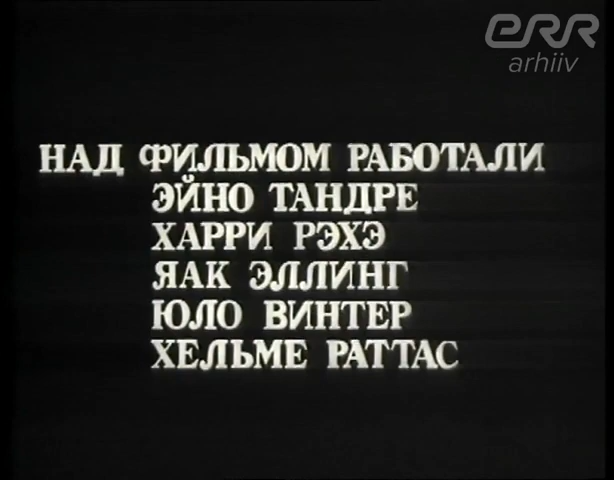 err
arhiiv
НАД ФИЛЬМОМ РАБОТАЛИ
ЭЙНО ТАНДРЕ
ХАРРИ РЭХЭ
ЯАК ЭЛЛИНГ
ЮЛО ВИНТЕР
ХЕЛЬМЕ РАТТАС